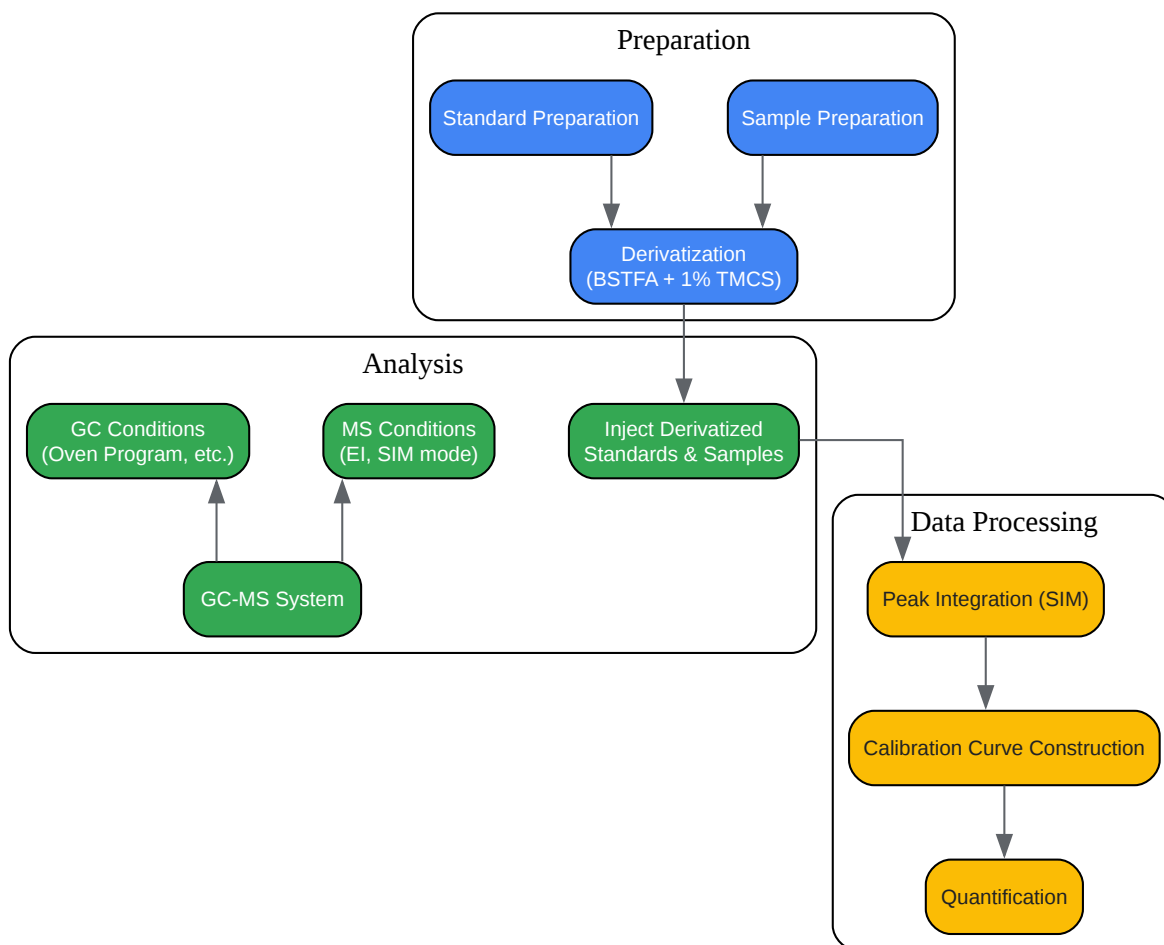 Preparation
Standard Preparation
Sample Preparation
Derivatization
(BSTFA + 1% TMCS)
Analysis
GC Conditions
(Oven Program, etc.)
MS Conditions
(EI, SIM mode)
Inject Derivatized
Standards & Samples
GC-MS System
Data Processing
Peak Integration (SIM)
Calibration Curve Construction
Quantification